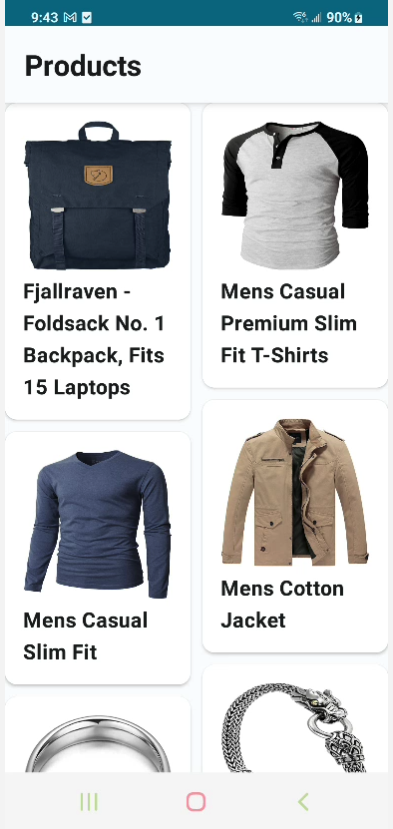 9:43
90%
Products
Fjallraven -
Foldsack No. 1
Backpack, Fits
15 Laptops
Mens Casual
Premium Slim
Fit T-Shirts
Mens Casual
Slim Fit
Mens Cotton
Jacket